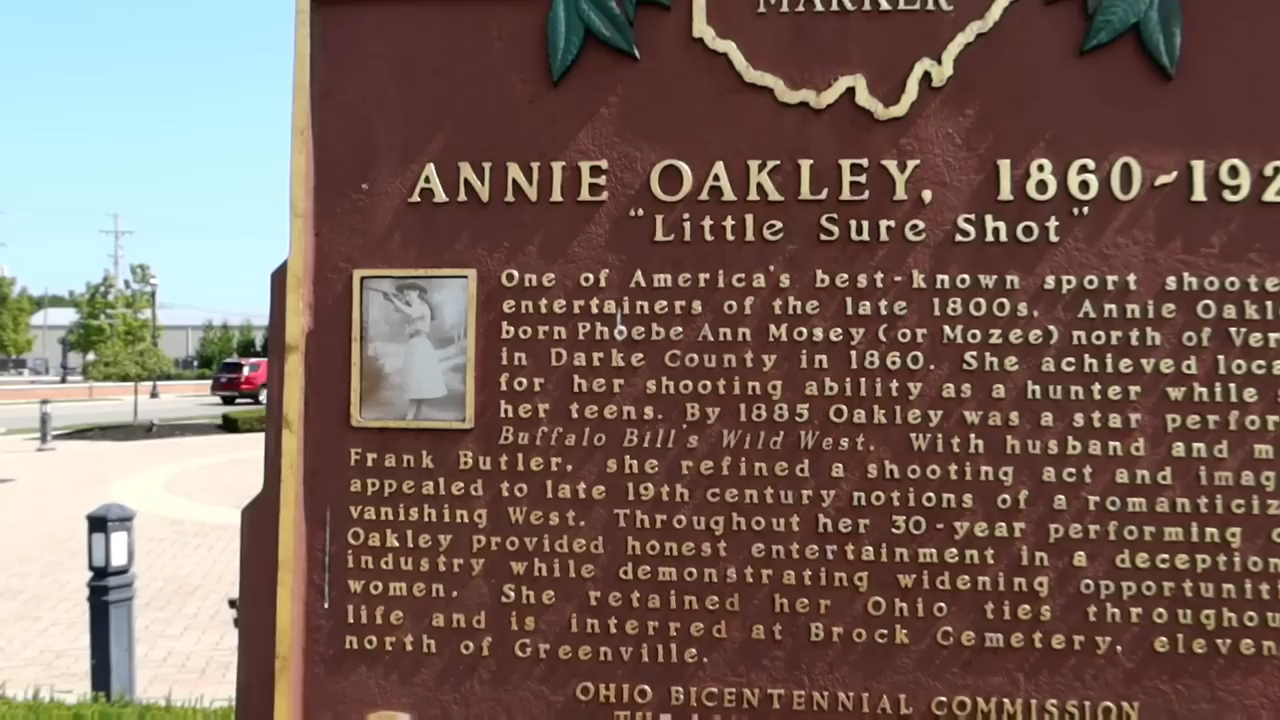 MARKER
ANNIE OAKLEY, 1860-192
"Little Sure Shot"
One of America's best-known sport shoote
entertainers of the late 1800s, Annie Oakl
born Phoebe Ann Mosey (or Mozee) north of Ver
in Darke County in 1860. She achieved loca
for her shooting ability as a hunter while
her teens. By 1885 Oakley was a star perfor
Buffalo Bill's Wild West. With husband and m
Frank Butler, she refined a shooting act and imag
appealed to late 19th century notions of a romanticiz
vanishing West. Throughout her 30-year performing c
Oakley provided honest entertainment in a deception
industry while demonstrating widening opportuniti
women. She retained her Ohio ties throughou
life and is interred at Brock Cemetery, eleven
north of Greenville.
OHIO BICENTENNIAL COMMISSION